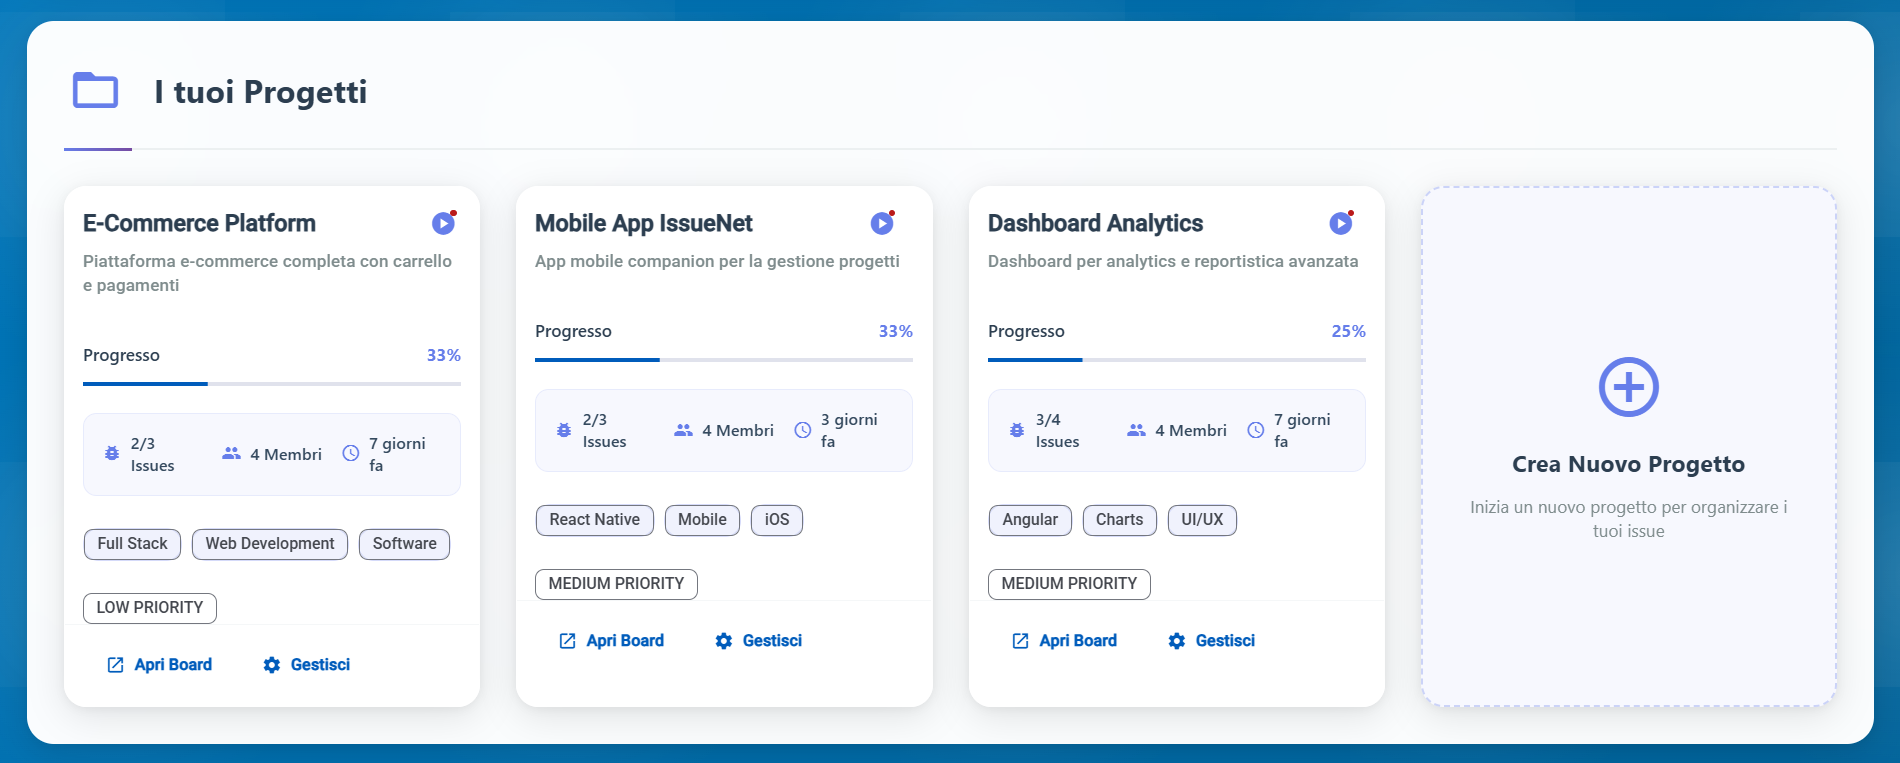 I tuoi Progetti
E-Commerce Platform
Piattaforma e-commerce completa con carrello
e pagamenti
Progresso
33%
2/3
Issues
4 Membri
7 giorni
fa
Full Stack
Web Development
Software
LOW PRIORITY
Apri Board
Gestisci
Mobile App IssueNet
App mobile companion per la gestione progetti
Progresso
33%
2/3
Issues
4 Membri
3 giorni
fa
React Native
Mobile
iOS
MEDIUM PRIORITY
Apri Board
Gestisci
Dashboard Analytics
Dashboard per analytics e reportistica avanzata
Progresso
25%
3/4
Issues
4 Membri
7 giorni
fa
Angular
Charts
UI/UX
MEDIUM PRIORITY
Apri Board
Gestisci
Crea Nuovo Progetto
Inizia un nuovo progetto per organizzare i
tuoi issue